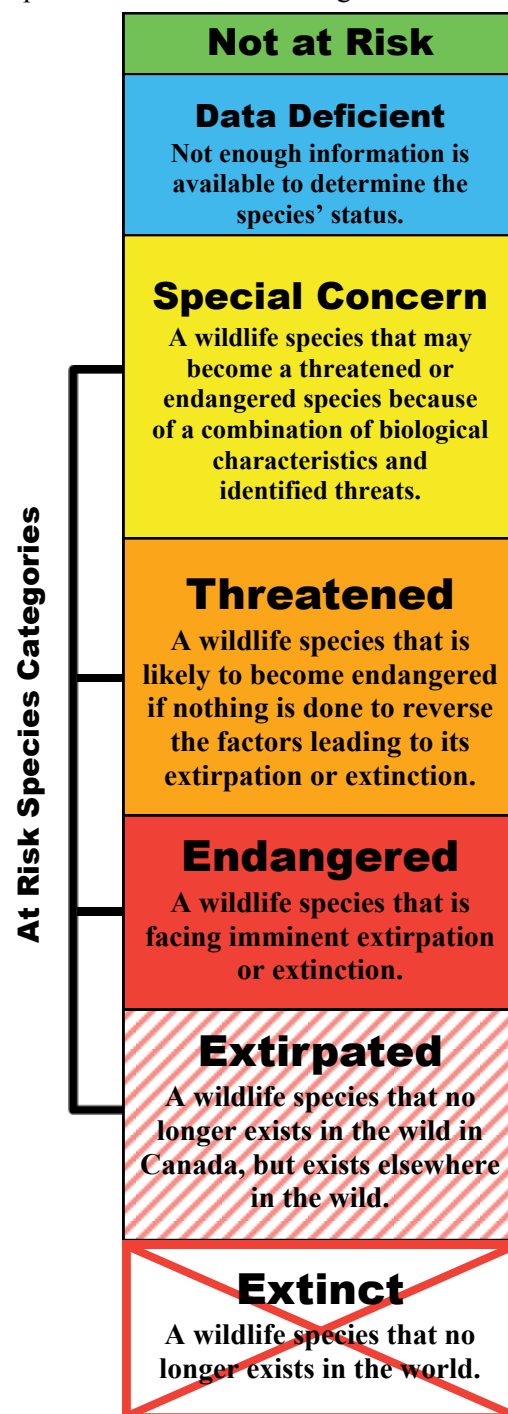 Not at Risk
Data Deficient
Not enough information is
available to determine the
species’ status.
Special Concern
A wildlife species that may
become a threatened or
endangered species because
of a combination of biological
characteristics and
identified threats.
At Risk Species Categories
Threatened
A wildlife species that is
likely to become endangered
if nothing is done to reverse
the factors leading to its
extirpation or extinction.
Endangered
A wildlife species that is
facing imminent extirpation
or extinction.
Extirpated
A wildlife species that no
longer exists in the wild in
Canada, but exists elsewhere
in the wild.
Extinct
A wildlife species that no
longer exists in the world.